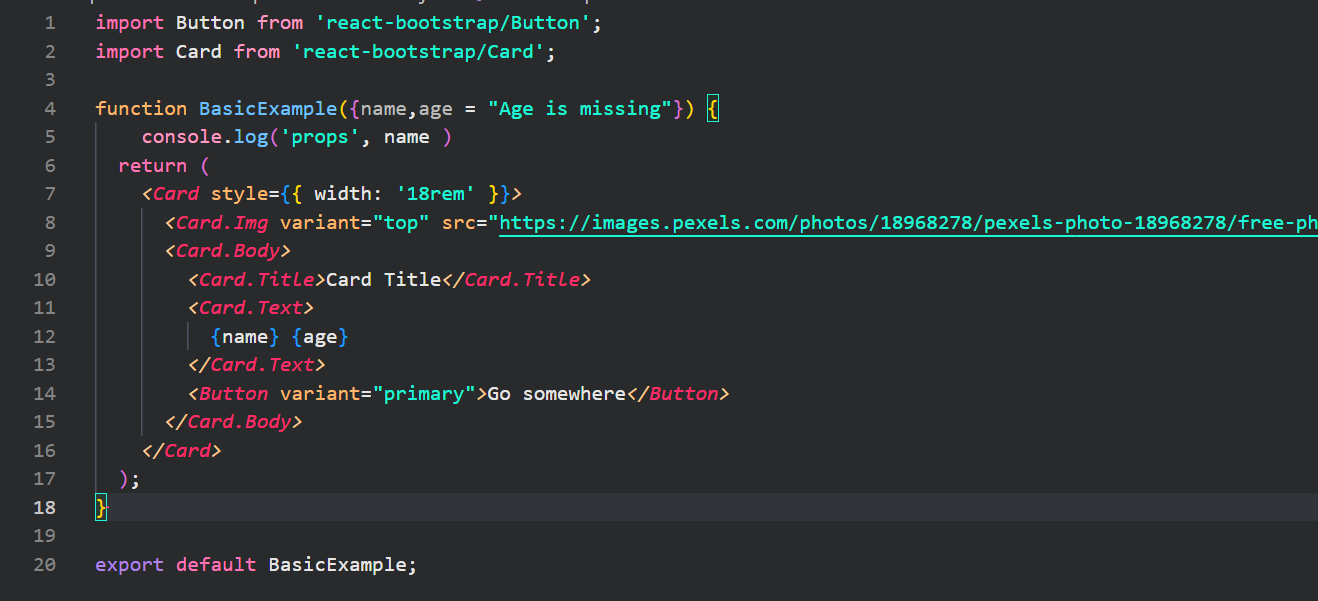 1 import Button from 'react-bootstrap/Button';
2 import Card from 'react-bootstrap/Card';
3
4 function BasicExample({name,age = "Age is missing"}) {
5     console.log('props', name )
6   return (
7     <Card style={{ width: '18rem' }}>
8       <Card.Img variant="top" src="https://images.pexels.com/photos/18968278/pexels-photo-18968278/free-ph
9       <Card.Body>
10         <Card.Title>Card Title</Card.Title>
11         <Card.Text>
12           {name} {age}
13         </Card.Text>
14         <Button variant="primary">Go somewhere</Button>
15       </Card.Body>
16     </Card>
17   );
18 }
19
20 export default BasicExample;